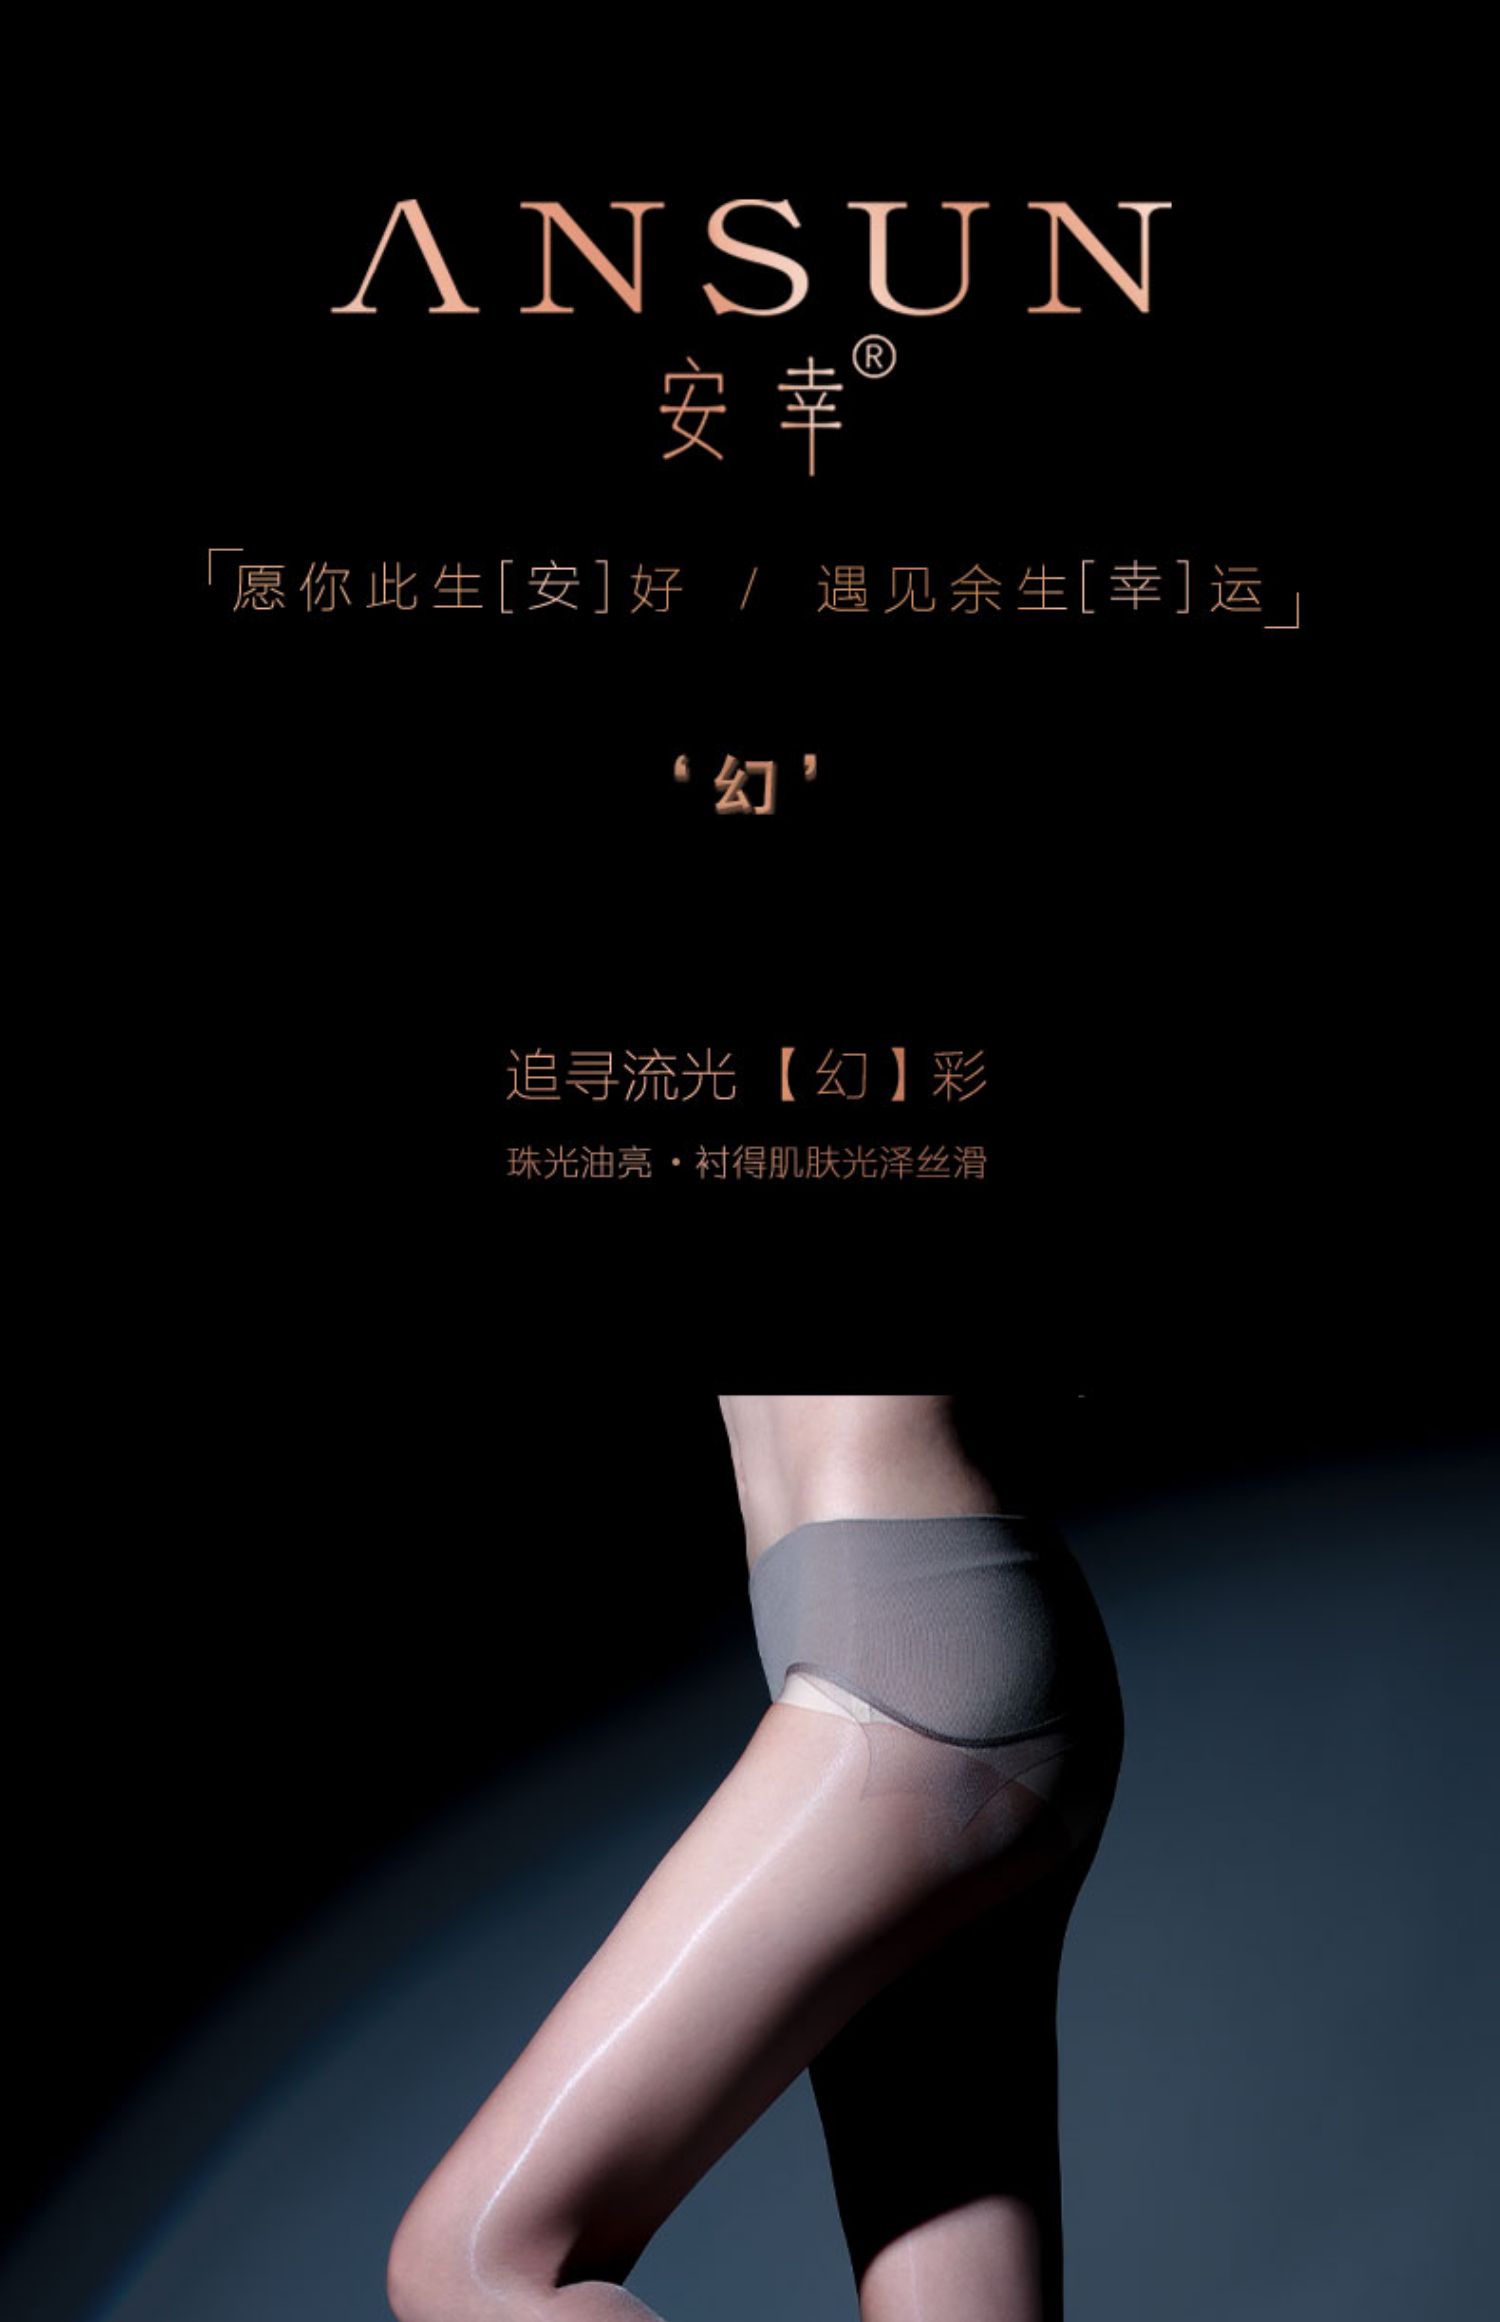 ANSUN
安幸®
「愿你此生[安]好 / 遇见余生[幸]运」
‘幻’
追寻流光【幻】彩
珠光油亮·衬得肌肤光泽丝滑